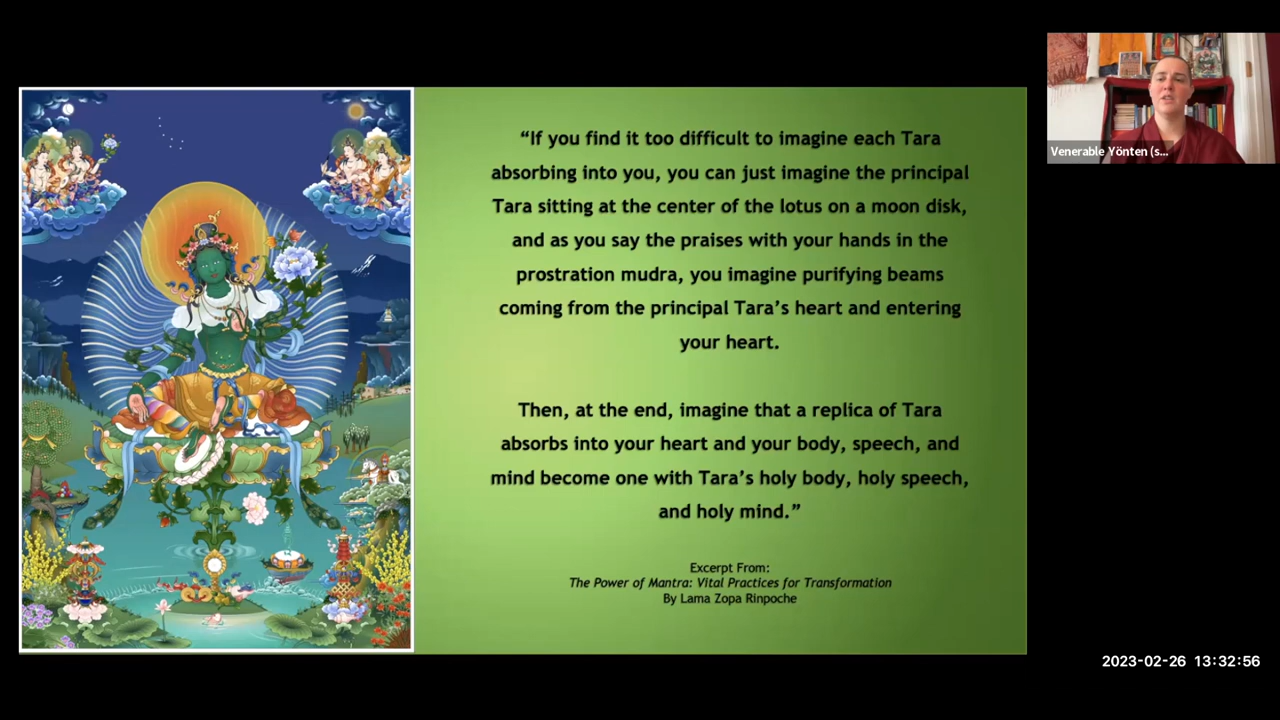 “If you find it too difficult to imagine each Tara
absorbing into you, you can just imagine the principal
Tara sitting at the center of the lotus on a moon disk,
and as you say the praises with your hands in the
prostration mudra, you imagine purifying beams
coming from the principal Tara’s heart and entering
your heart.
Then, at the end, imagine that a replica of Tara
absorbs into your heart and your body, speech, and
mind become one with Tara’s holy body, holy speech,
and holy mind.”
Excerpt From:
The Power of Mantra: Vital Practices for Transformation
By Lama Zopa Rinpoche
Venerable Yönten (s...
2023-02-26 13:32:56